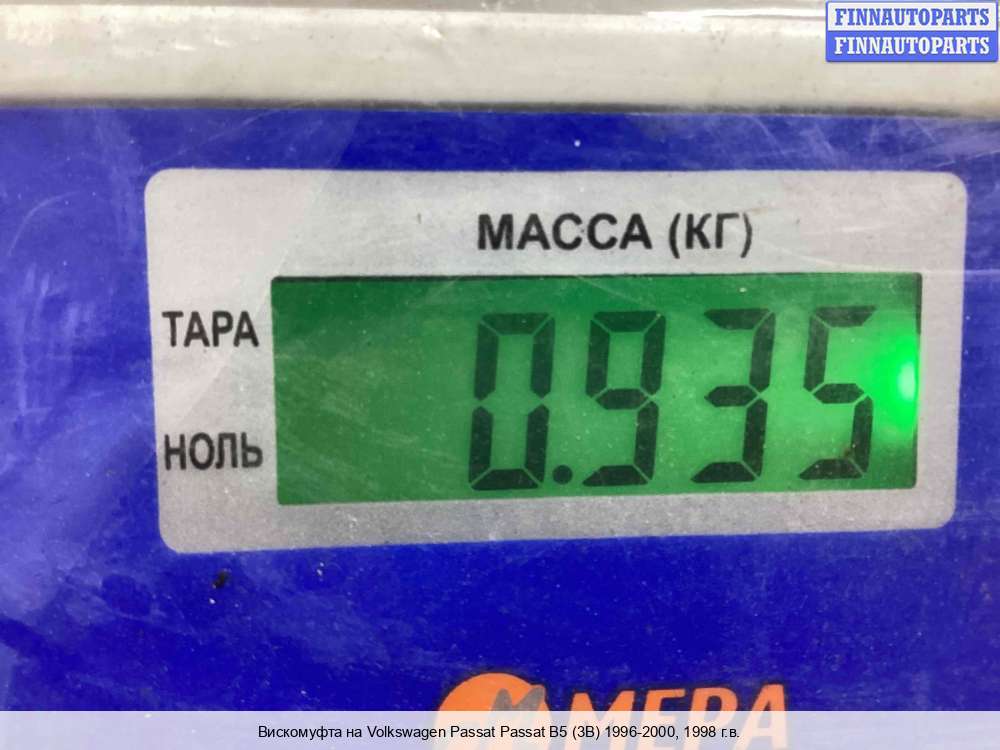 FINNAUTOPARTS
FINNAUTOPARTS
МАССА (КГ)
ТАРА
0.935
НОЛЬ
МЕРА
Вискомуфта на Volkswagen Passat Passat B5 (3B) 1996-2000, 1998 г.в.